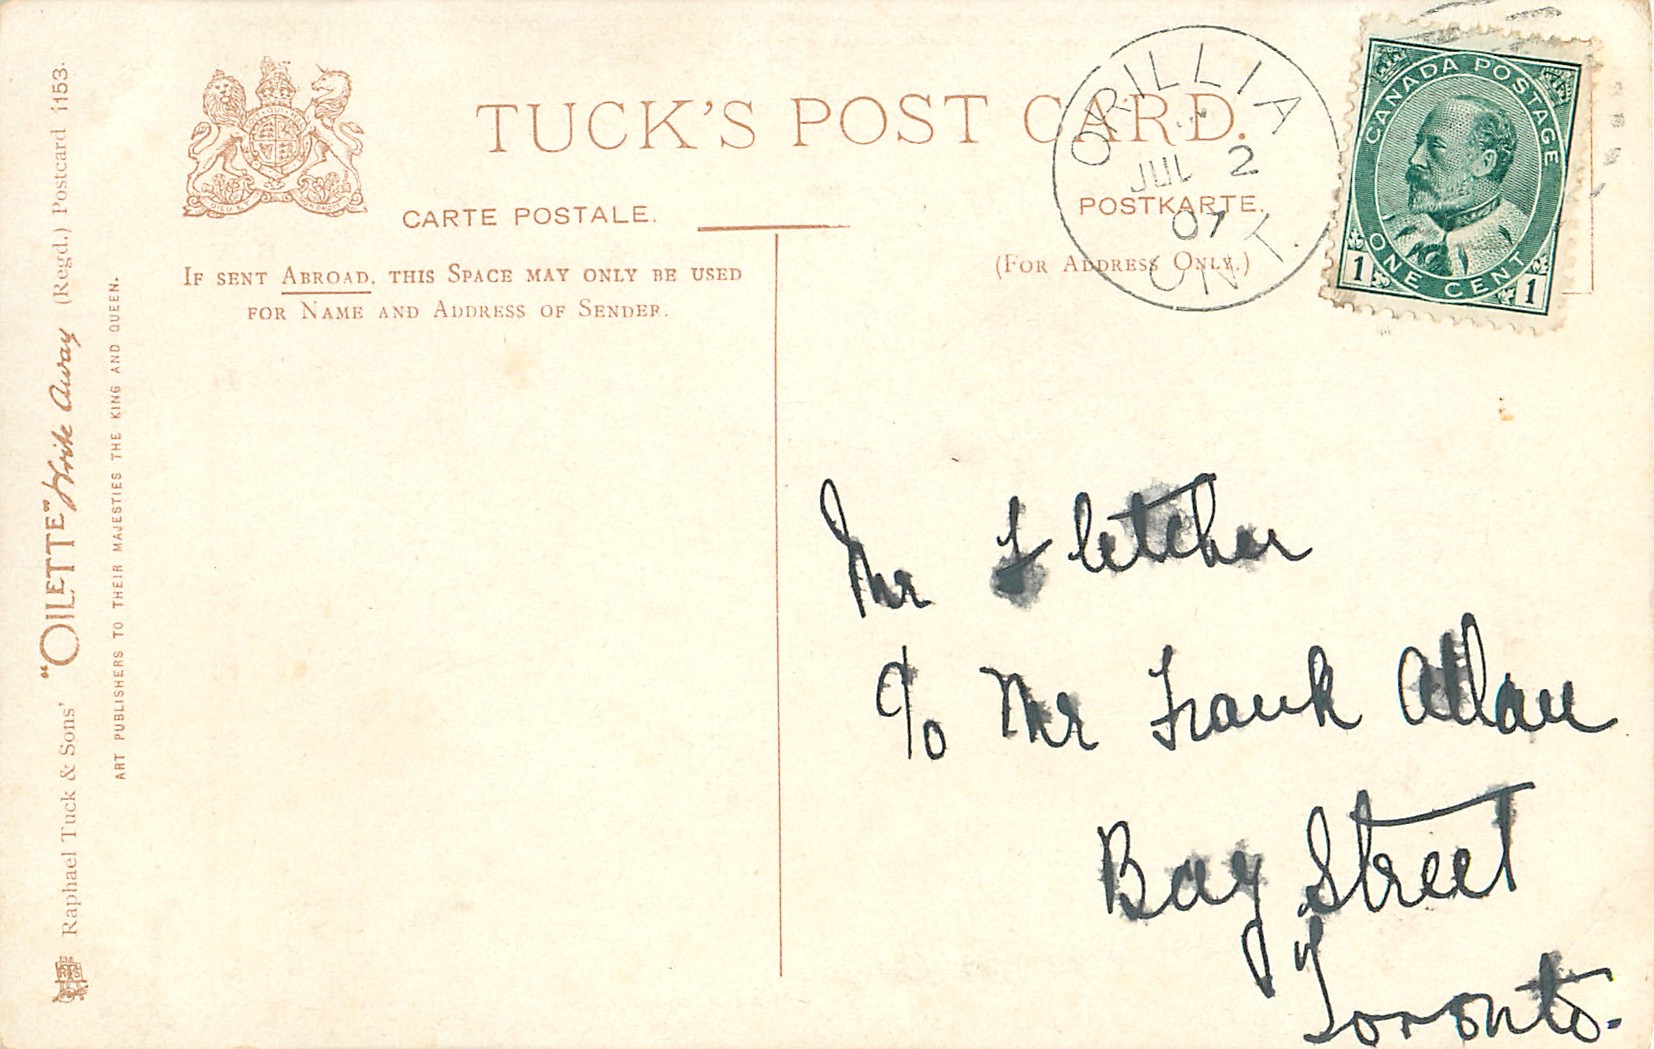 TUCK'S POST CARD.
CARTE POSTALE.
POSTKARTE.
IF SENT ABROAD, THIS SPACE MAY ONLY BE USED
FOR NAME AND ADDRESS OF SENDER.
(FOR ADDRESS ONLY.)
ORILLIA
JUL 2
07
ONT.
CANADA POSTAGE
ONE CENT
1 1
Mr Fletcher
c/o Mr Frank Allan
Bay Street
Toronto.
Raphael Tuck & Sons' "OILETTE" Write Away (Regd.) Postcard 1153.
ART PUBLISHERS TO THEIR MAJESTIES THE KING AND QUEEN.